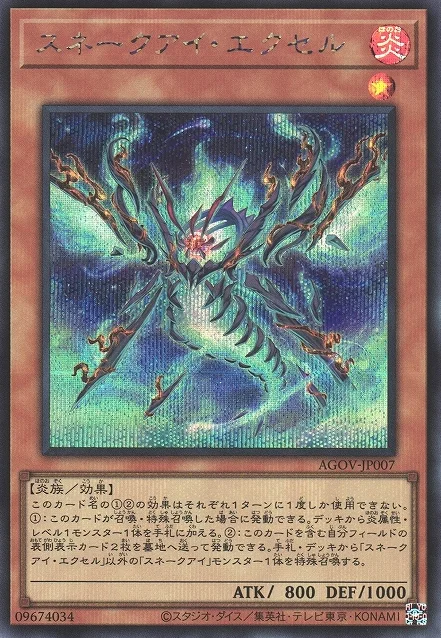 スネークアイ・エクセル
炎
AGOV-JP007
【炎族／効果】
このカード名の①②の効果はそれぞれ1ターンに1度しか使用できない。
①：このカードが召喚・特殊召喚した場合に発動できる。デッキから炎属性・
レベル1モンスター1体を手札に加える。②：このカードを含む自分フィールドの
表側表示カード2枚を墓地へ送って発動できる。手札・デッキから「スネーク
アイ・エクセル」以外の「スネークアイ」モンスター1体を特殊召喚する。
ATK/ 800 DEF/1000
09674034
©スタジオ・ダイス／集英社・テレビ東京・KONAMI